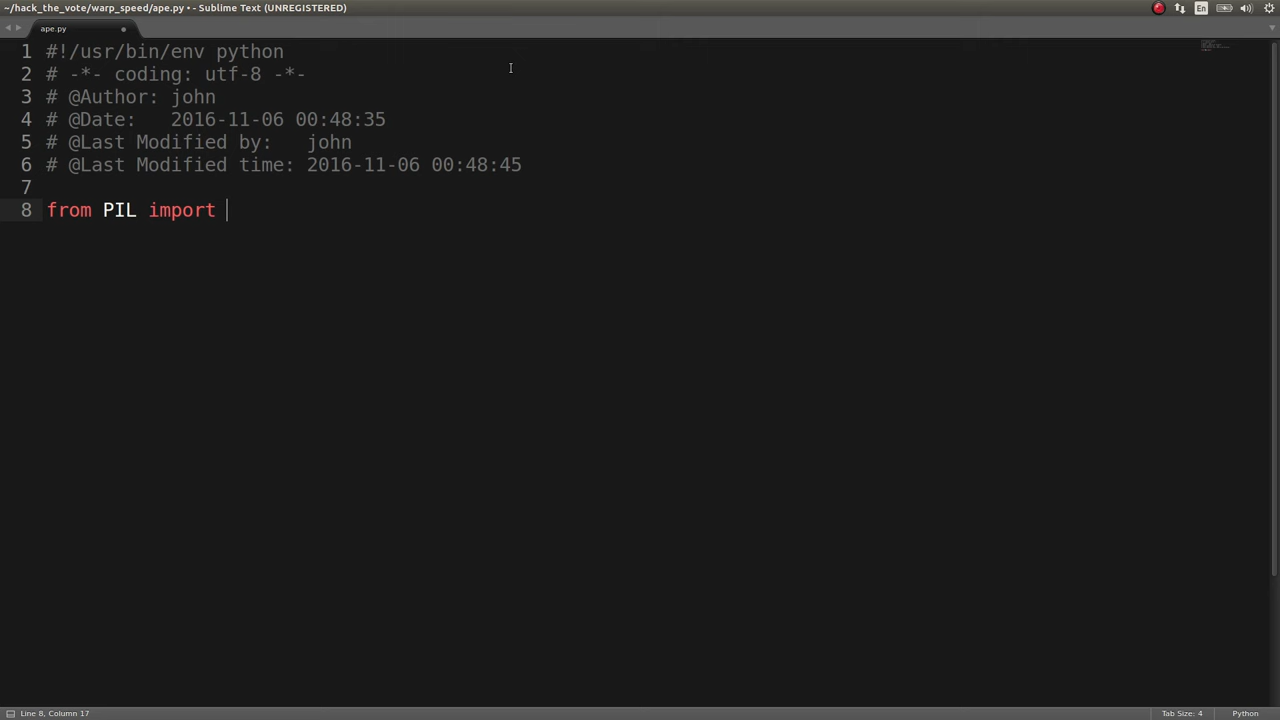 ~/hack_the_vote/warp_speed/ape.py • - Sublime Text (UNREGISTERED)
En
ape.py
1 #!/usr/bin/env python
2 # -*- coding: utf-8 -*-
3 # @Author: john
4 # @Date:   2016-11-06 00:48:35
5 # @Last Modified by:   john
6 # @Last Modified time: 2016-11-06 00:48:45
7
8 from PIL import
Line 8, Column 17
Tab Size: 4
Python